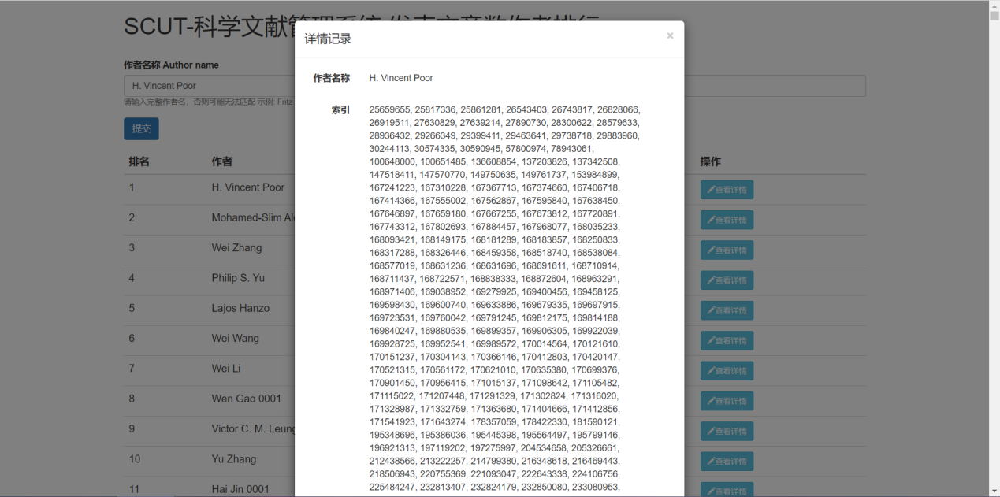 SCUT-科学文献管理系统-发表文章数作者排行
作者名称 Author name
H. Vincent Poor
请输入完整作者名，否则可能无法匹配 示例: Fritz
提交
排名 作者 操作
1 H. Vincent Poor 查看详情
2 Mohamed-Slim 查看详情
3 Wei Zhang 查看详情
4 Philip S. Yu 查看详情
5 Lajos Hanzo 查看详情
6 Wei Wang 查看详情
7 Wei Li 查看详情
8 Wen Gao 0001 查看详情
9 Victor C. M. Leung 查看详情
10 Yu Zhang 查看详情
11 Hai Jin 0001 查看详情
详情记录
×
作者名称 H. Vincent Poor
索引 25659655, 25817336, 25861281, 26543403, 26743817, 26828066,
26919511, 27630829, 27639214, 27890730, 28300622, 28579633,
28936432, 29266349, 29399411, 29463641, 29738718, 29883960,
30244113, 30574335, 30590945, 57800974, 78943061,
100648000, 100651485, 136608854, 137203826, 137342508,
147518411, 147570770, 149750635, 149761737, 153984899,
167241223, 167310228, 167367713, 167374660, 167406718,
167414366, 167555002, 167562867, 167595840, 167638450,
167646897, 167659180, 167667255, 167673812, 167720891,
167743312, 167802693, 167884457, 167968077, 168035233,
168093421, 168149175, 168181289, 168183857, 168250833,
168317288, 168326446, 168459358, 168518740, 168538084,
168577019, 168631236, 168631696, 168691611, 168710914,
168711437, 168722571, 168838333, 168872604, 168963291,
168971406, 169038952, 169279925, 169400456, 169458125,
169598430, 169600740, 169633886, 169679335, 169697915,
169723531, 169760042, 169791245, 169812175, 169814188,
169840247, 169880535, 169899357, 169906305, 169922039,
169928725, 169952541, 169989572, 170014564, 170121610,
170151237, 170304143, 170366146, 170412803, 170420147,
170521315, 170561172, 170621010, 170635380, 170699376,
170901450, 170956415, 171015137, 171098642, 171105482,
171115022, 171207448, 171291329, 171302824, 171316020,
171328987, 171332759, 171363680, 171404666, 171412856,
171541923, 171643274, 178357059, 178422330, 181590121,
195348696, 195386036, 195445398, 195564497, 195799146,
196921313, 197119202, 197275997, 204534658, 205326661,
212438566, 213222257, 214799380, 216348618, 216469443,
218506943, 220755369, 221093047, 222643338, 224106756,
225484247, 232813407, 232824179, 232850080, 233080953,